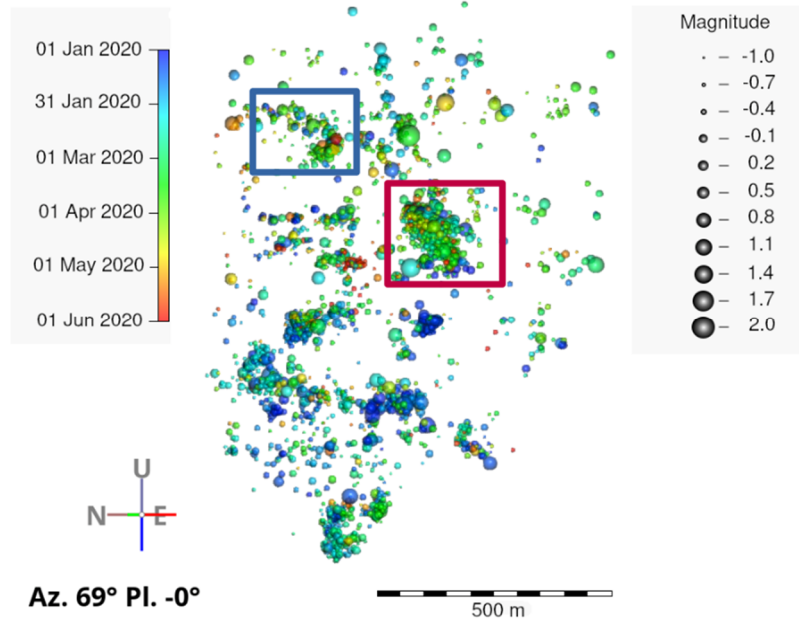 01 Jan 2020
31 Jan 2020
01 Mar 2020
01 Apr 2020
01 May 2020
01 Jun 2020
Magnitude
-1.0
-0.7
-0.4
-0.1
0.2
0.5
0.8
1.1
1.4
1.7
2.0
U
N E
Az. 69° Pl. -0°
500 m